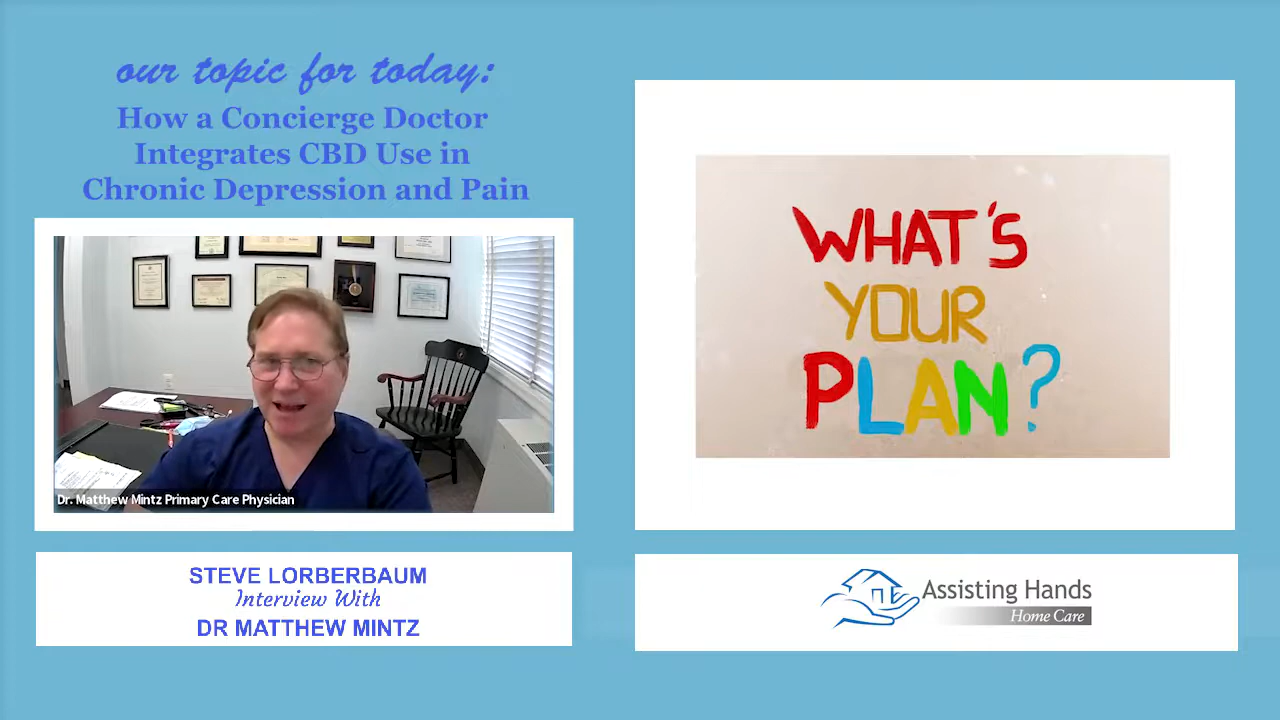 our topic for today:
How a Concierge Doctor
Integrates CBD Use in
Chronic Depression and Pain
Dr. Matthew Mintz Primary Care Physician
STEVE LORBERBAUM
Interview With
DR MATTHEW MINTZ
WHAT'S
YOUR
PLAN?
Assisting Hands
Home Care